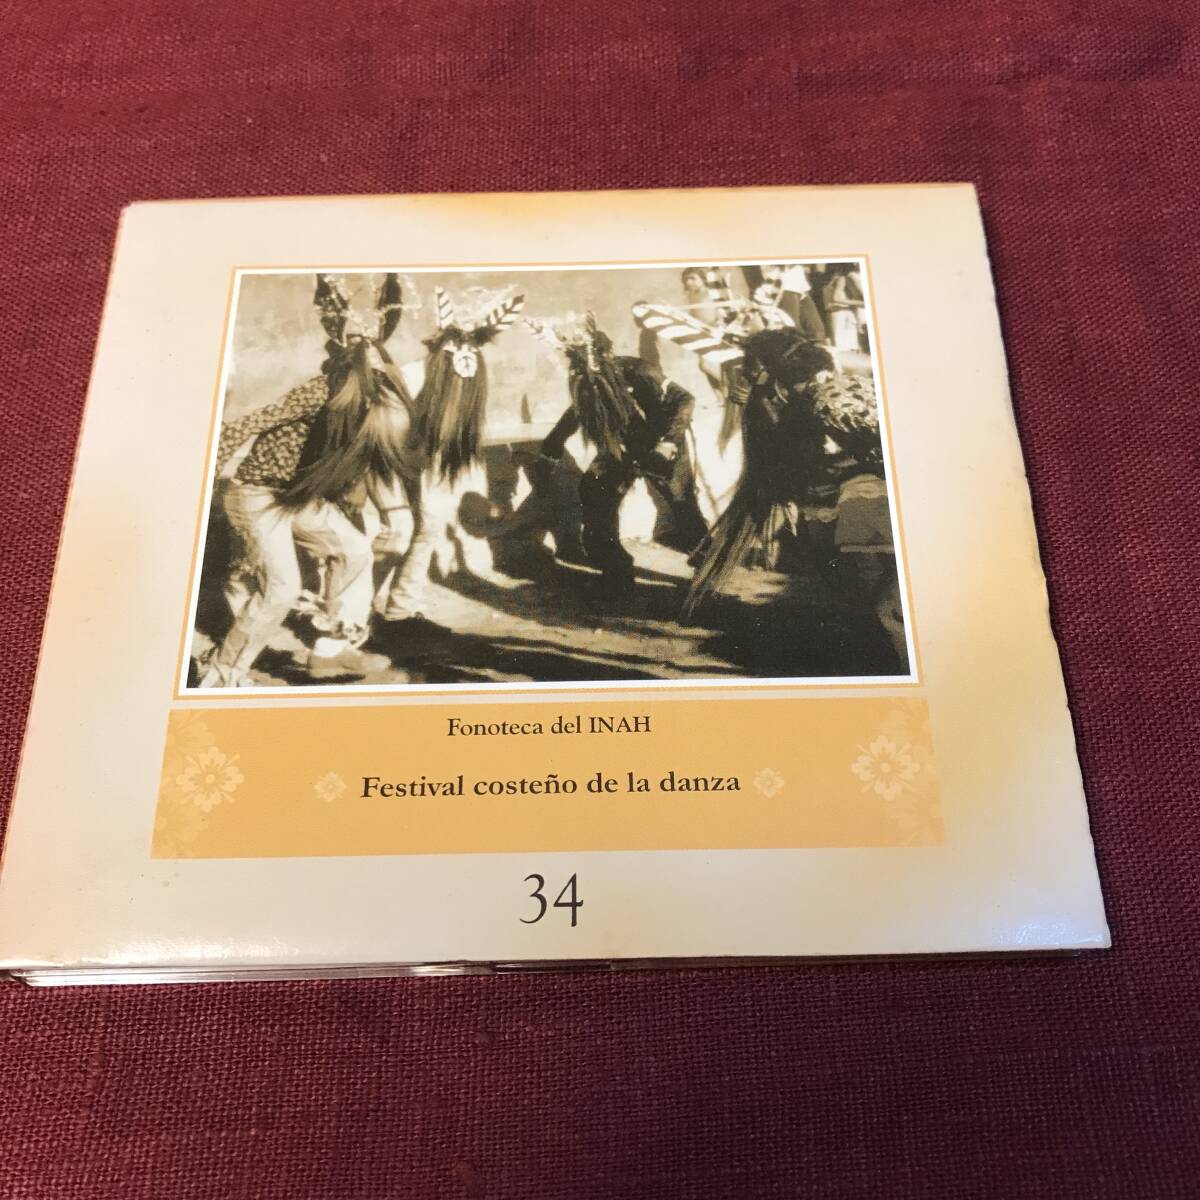 Fonoteca del INAH
Festival costeño de la danza
34